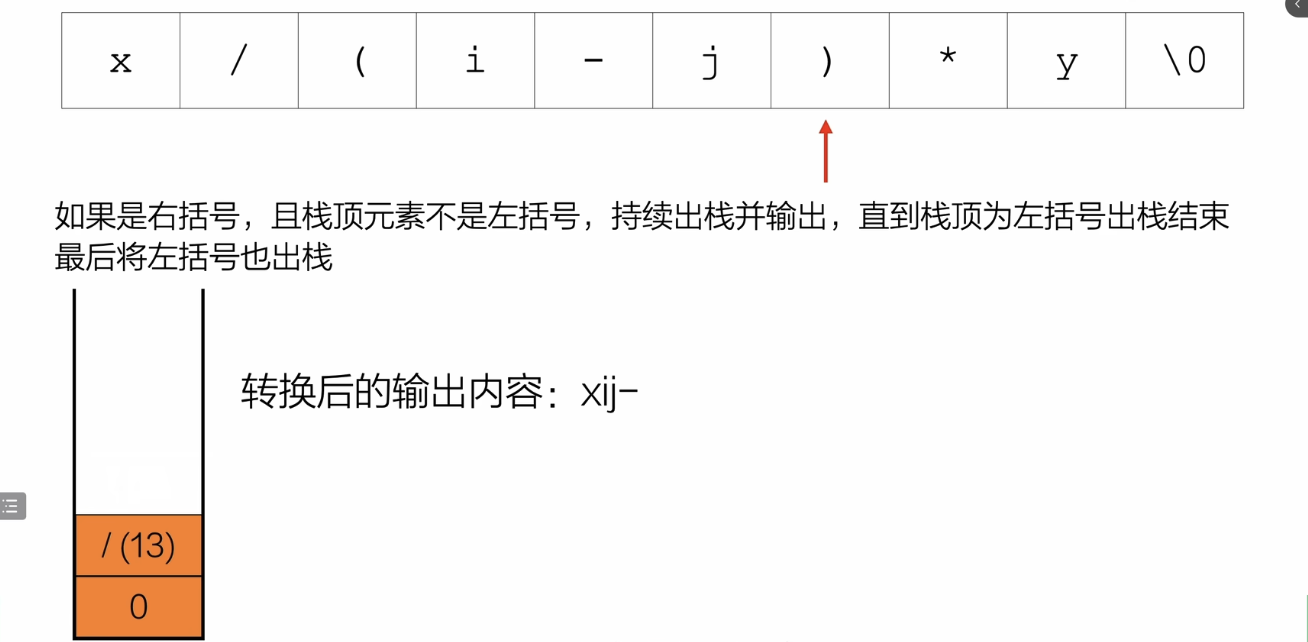 x / ( i - j ) * y \0
如果是右括号，且栈顶元素不是左括号，持续出栈并输出，直到栈顶为左括号出栈结束
最后将左括号也出栈
转换后的输出内容：xij-
/ (13)
0